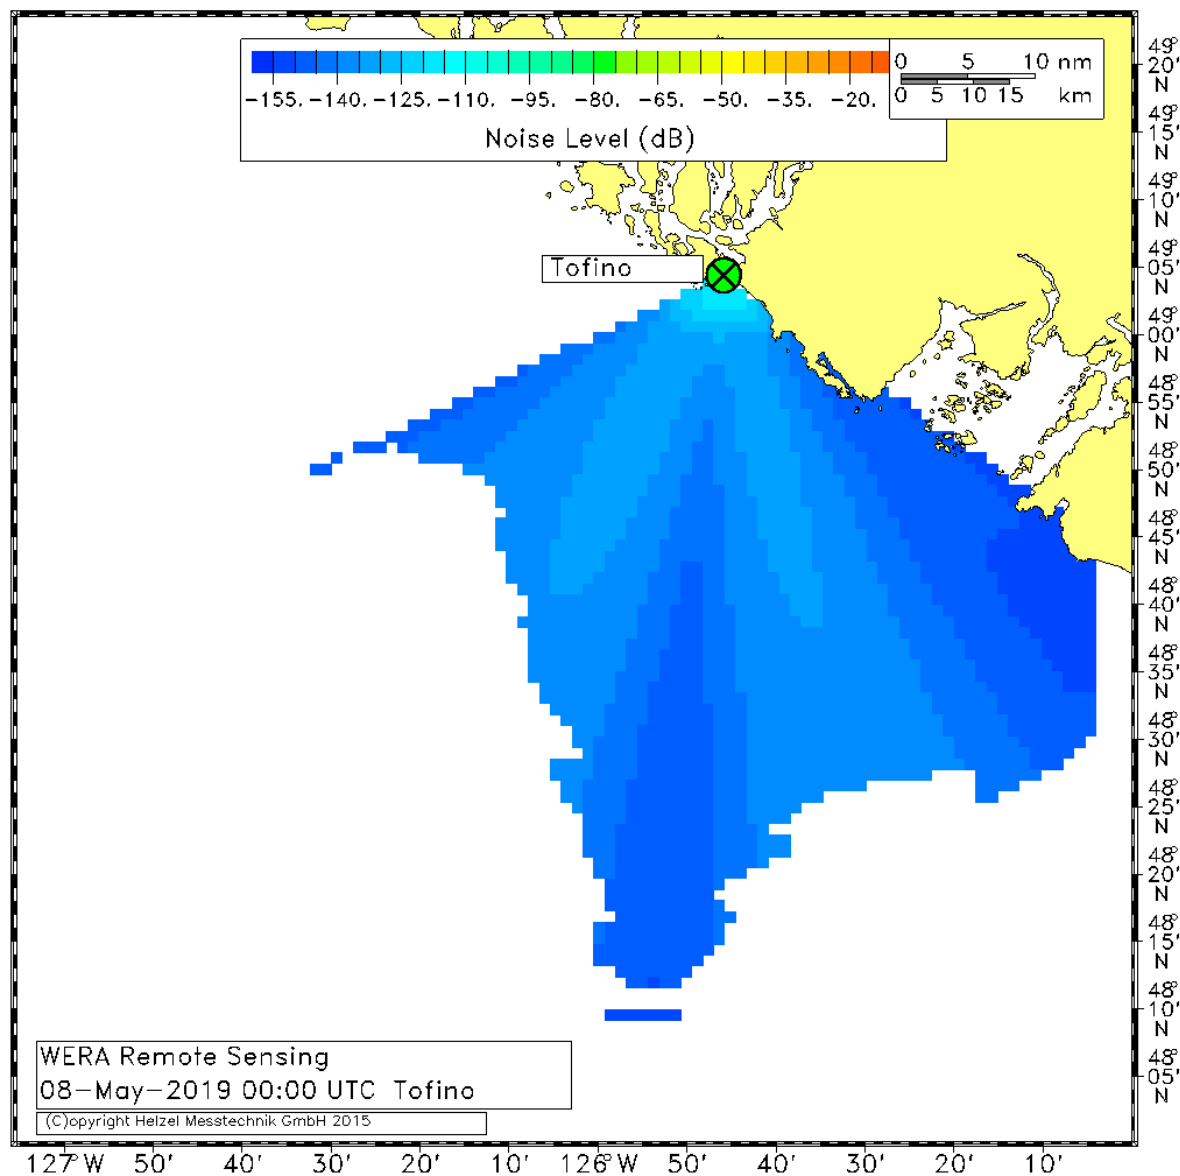 -155. -140. -125. -110. -95. -80. -65. -50. -35. -20.
Noise Level (dB)
0 5 10 nm
0 5 10 15 km
Tofino
49° 20' N
49° 15' N
49° 10' N
49° 05' N
49° 00' N
48° 55' N
48° 50' N
48° 45' N
48° 40' N
48° 35' N
48° 30' N
48° 25' N
48° 20' N
48° 15' N
48° 10' N
48° 05' N
WERA Remote Sensing
08-May-2019 00:00 UTC Tofino
(C)opyright Helzel Messtechnik GmbH 2015
127°W 50' 40' 30' 20' 10' 126°W 50' 40' 30' 20' 10'